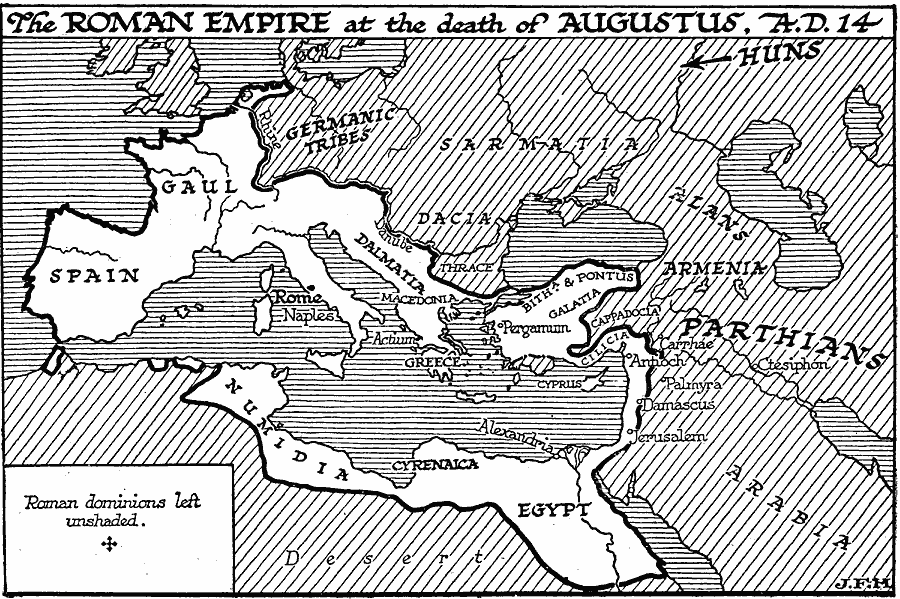 The ROMAN EMPIRE at the death of AUGUSTUS, A.D. 14
HUNS
Rhine
GERMANIC
TRIBES
SARMATIA
GAUL
ALANS
DACIA
Danube
DALMATIA
THRACE
ARMENIA
SPAIN
BITHA & PONTUS
GALATIA
CAPPADOCIA
Rome
Naples
MACEDONIA
Pergamum
PARTHIANS
Actium
CILICIA
Carrhae
Antioch
Ctesiphon
GREECE
CYPRUS
Palmyra
Damascus
NUMIDIA
Alexandria
Jerusalem
CYRENAICA
EGYPT
ARABIA
Roman dominions left
unshaded.
Desert
J.F.H.